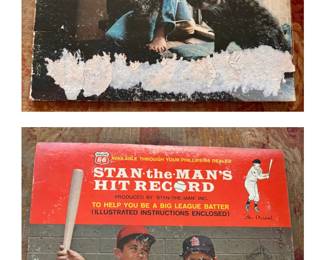 PHILLIPS
66
AVAILABLE THROUGH YOUR PHILLIPS 66 DEALER
STAN-the-MAN'S
HIT RECORD
PRODUCED BY STAN-THE-MAN INC.
TO HELP YOU BE A BIG LEAGUE BATTER
(ILLUSTRATED INSTRUCTIONS ENCLOSED)